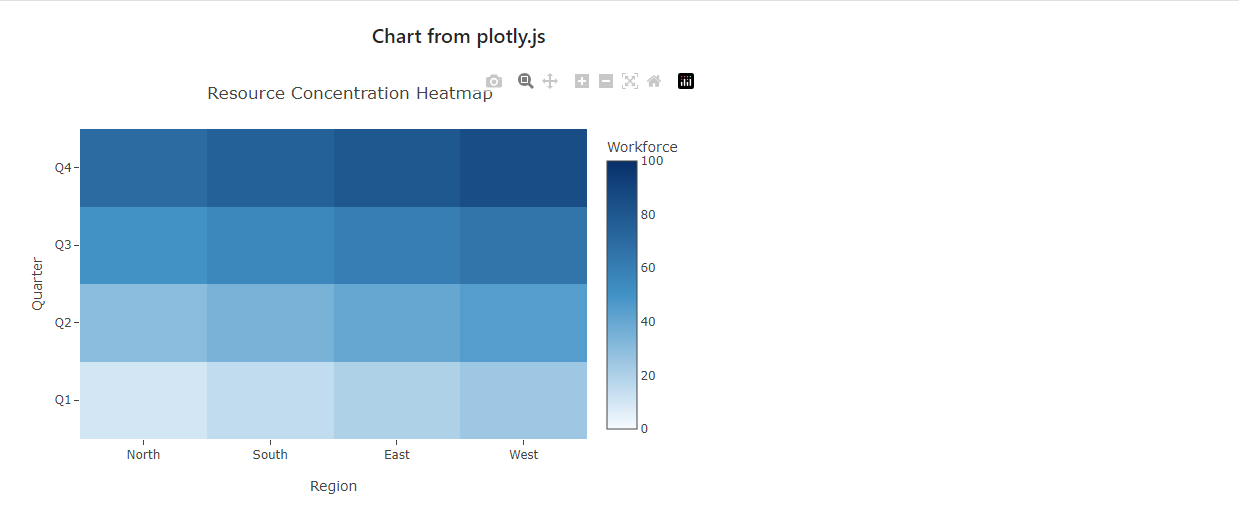 Chart from plotly.js
Resource Concentration Heatmap
Workforce
100
80
60
40
20
0
Quarter
Q4
Q3
Q2
Q1
North South East West
Region